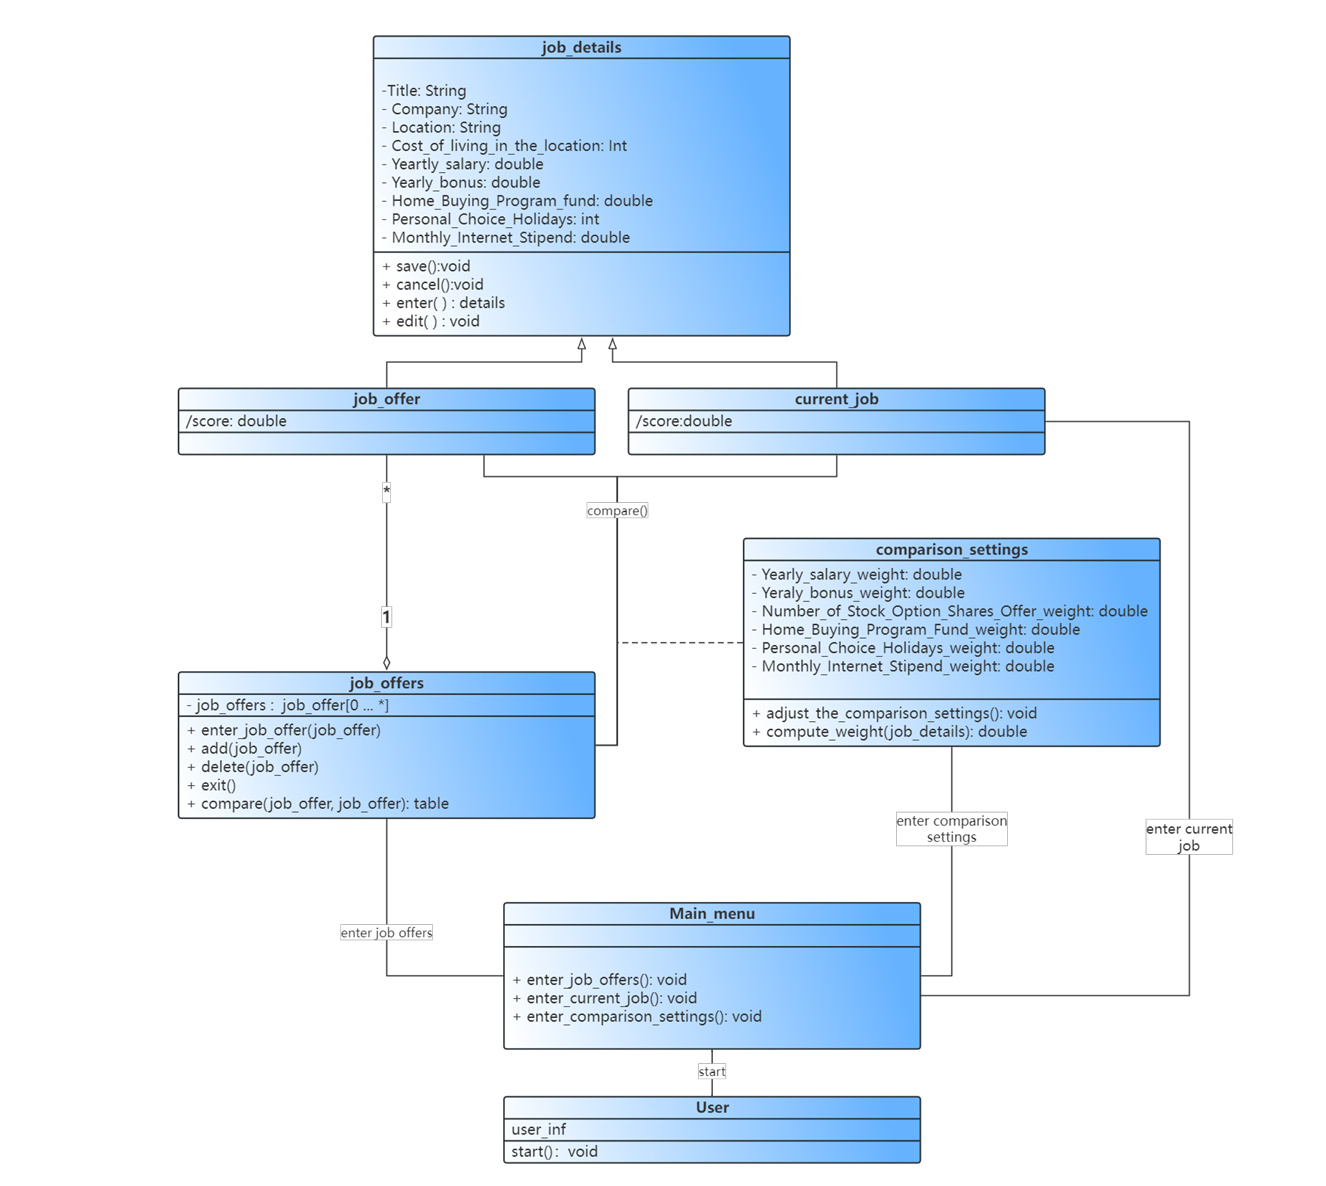 job_details
-Title: String
- Company: String
- Location: String
- Cost_of_living_in_the_location: Int
- Yeartly_salary: double
- Yearly_bonus: double
- Home_Buying_Program_fund: double
- Personal_Choice_Holidays: int
- Monthly_Internet_Stipend: double
+ save():void
+ cancel():void
+ enter( ) : details
+ edit( ) : void
job_offer
/score: double
current_job
/score:double
*
compare()
1
comparison_settings
- Yearly_salary_weight: double
- Yeraly_bonus_weight: double
- Number_of_Stock_Option_Shares_Offer_weight: double
- Home_Buying_Program_Fund_weight: double
- Personal_Choice_Holidays_weight: double
- Monthly_Internet_Stipend_weight: double
+ adjust_the_comparison_settings(): void
+ compute_weight(job_details): double
job_offers
- job_offers : job_offer[0 ... *]
+ enter_job_offer(job_offer)
+ add(job_offer)
+ delete(job_offer)
+ exit()
+ compare(job_offer, job_offer): table
enter comparison
settings
enter current
job
enter job offers
Main_menu
+ enter_job_offers(): void
+ enter_current_job(): void
+ enter_comparison_settings(): void
start
User
user_inf
start(): void